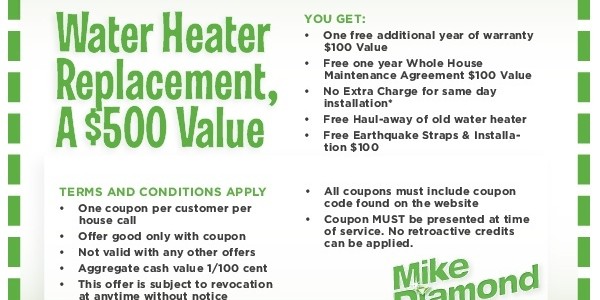 Water Heater
Replacement,
A $500 Value
YOU GET:
• One free additional year of warranty
$100 Value
• Free one year Whole House
Maintenance Agreement $100 Value
• No Extra Charge for same day
installation*
• Free Haul-away of old water heater
• Free Earthquake Straps & Installa-
tion $100
TERMS AND CONDITIONS APPLY
• One coupon per customer per
house call
• Offer good only with coupon
• Not valid with any other offers
• Aggregate cash value 1/100 cent
• This offer is subject to revocation
at anytime without notice
• All coupons must include coupon
code found on the website
• Coupon MUST be presented at time
of service. No retroactive credits
can be applied.
Mike
Diamond